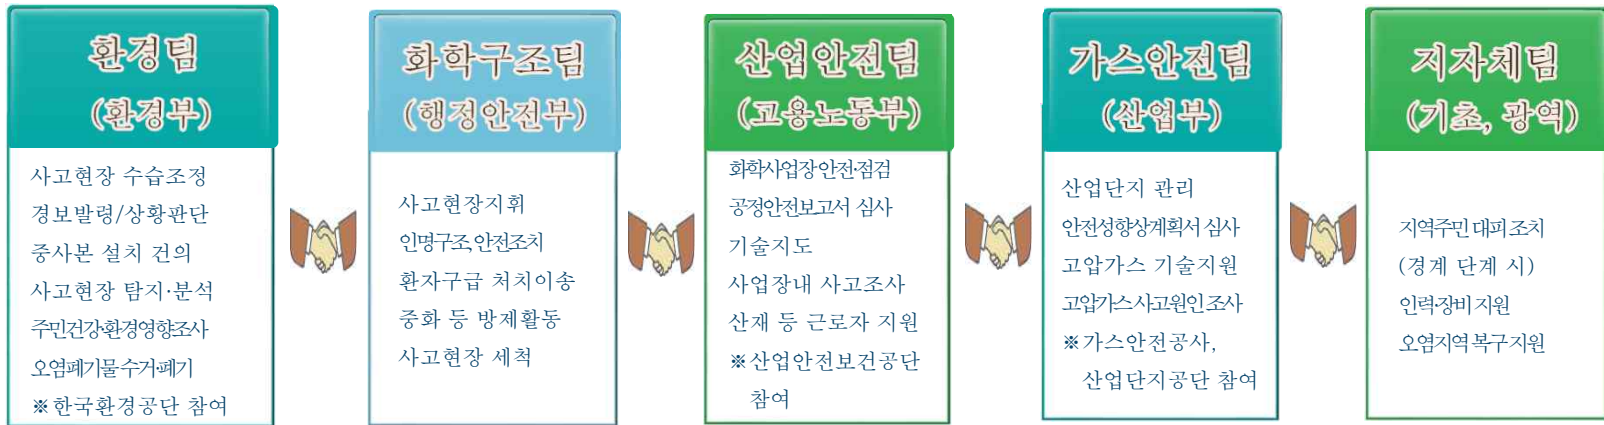 환경팀
(환경부)
사고현장 수습조정
경보발령/상황판단
중사본 설치 건의
사고현장 탐지·분석
주민건강·환경영향조사
오염폐기물 수거·폐기
※한국환경공단 참여
화학구조팀
(행정안전부)
사고현장지휘
인명구조, 안전조치
환자구급 처치이송
중화 등 방제활동
사고현장 세척
산업안전팀
(고용노동부)
화학사업장 안전·점검
공정안전보고서 심사
기술지도
사업장내 사고조사
산재 등 근로자 지원
※산업안전보건공단
참여
가스안전팀
(산업부)
산업단지 관리
안전성향상계획서 심사
고압가스 기술지원
고압가스 사고원인 조사
※가스안전공사,
산업단지공단 참여
지자체팀
(기초, 광역)
지역주민 대피 조치
(경계 단계 시)
인력·장비 지원
오염지역 복구 지원